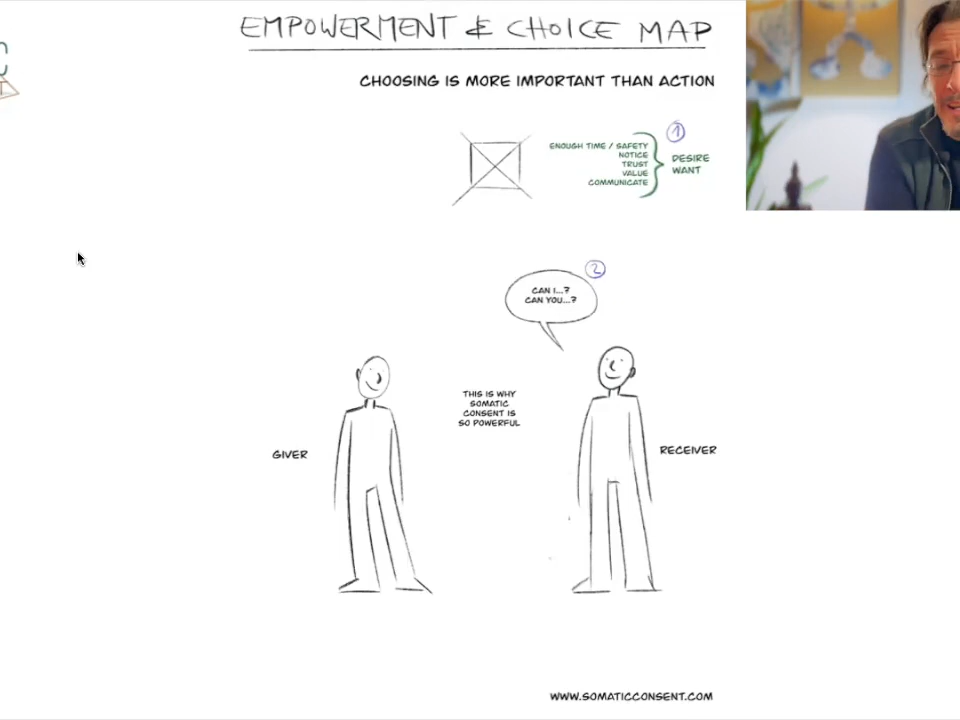 EMPOWERMENT & CHOICE MAP
CHOOSING IS MORE IMPORTANT THAN ACTION
1
ENOUGH TIME / SAFETY
NOTICE
TRUST
VALUE
COMMUNICATE
DESIRE
WANT
2
CAN I...?
CAN YOU...?
THIS IS WHY
SOMATIC
CONSENT IS
SO POWERFUL
GIVER
RECEIVER
WWW.SOMATICCONSENT.COM